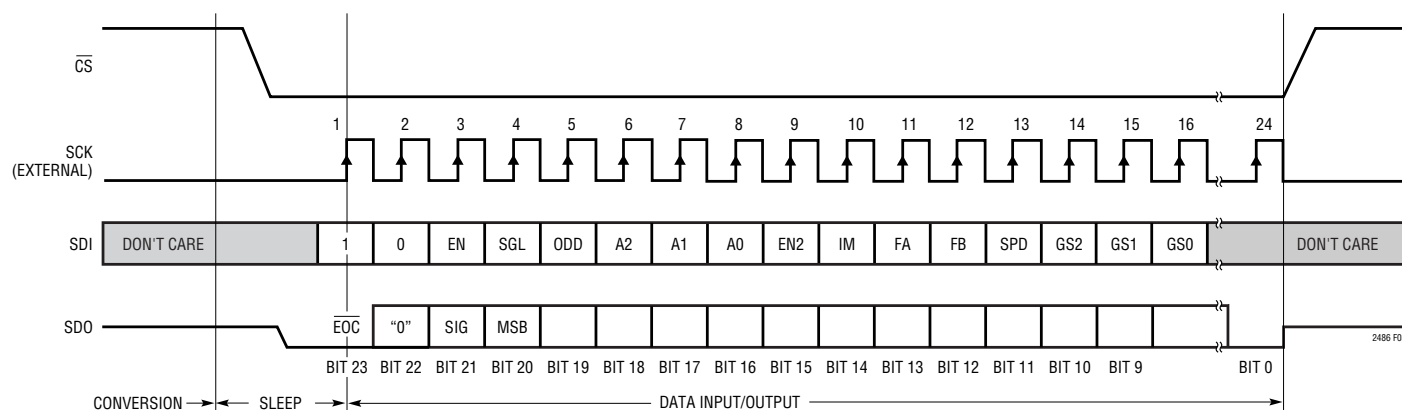 CS
1 2 3 4 5 6 7 8 9 10 11 12 13 14 15 16 24
SCK
(EXTERNAL)
SDI DON'T CARE 1 0 EN SGL ODD A2 A1 A0 EN2 IM FA FB SPD GS2 GS1 GS0 DON'T CARE
SDO EOC "0" SIG MSB
2486 F0
BIT 23 BIT 22 BIT 21 BIT 20 BIT 19 BIT 18 BIT 17 BIT 16 BIT 15 BIT 14 BIT 13 BIT 12 BIT 11 BIT 10 BIT 9 BIT 0
CONVERSION SLEEP DATA INPUT/OUTPUT